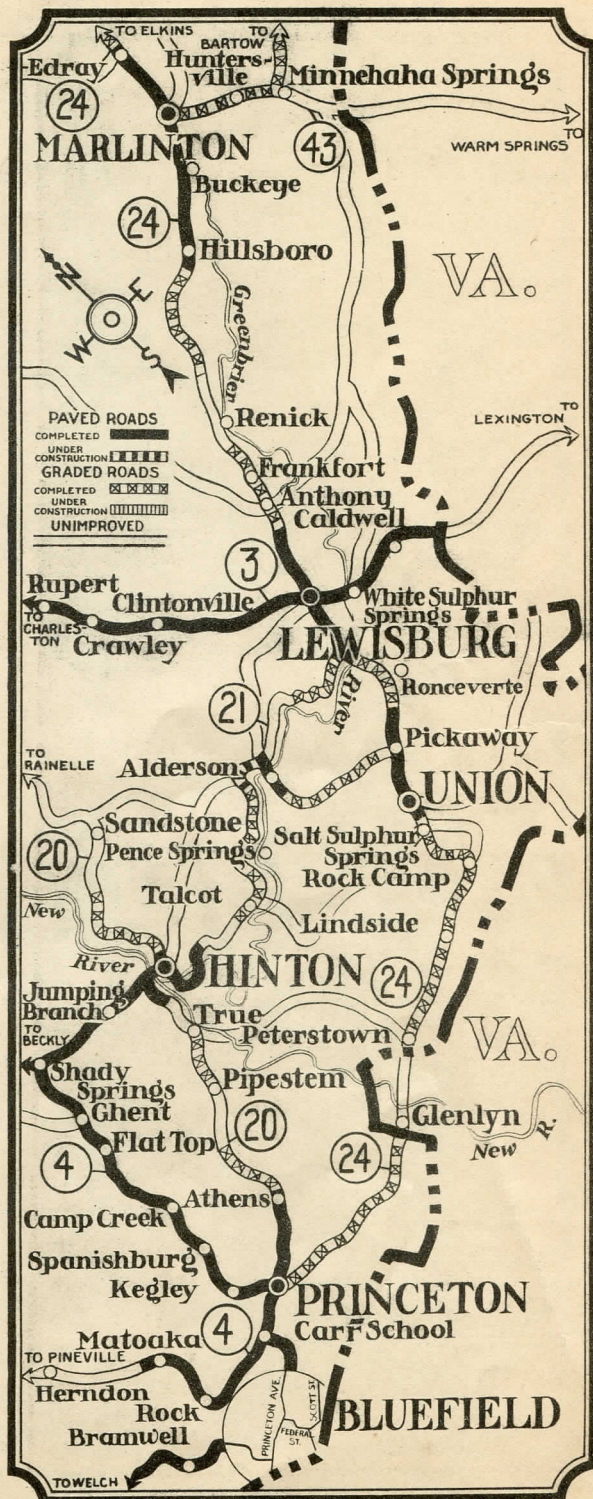 TO ELKINS
TO
BARTOW
Edray
Hunters-
ville
Minnehaha Springs
24
MARLINTON
43
TO
WARM SPRINGS
Buckeye
24
Hillsboro
VA.
N
E
W
S
Greenbrier
PAVED ROADS
COMPLETED
UNDER
CONSTRUCTION
GRADED ROADS
COMPLETED
UNDER
CONSTRUCTION
UNIMPROVED
Renick
TO
LEXINGTON
Frankfort
Anthony
Caldwell
3
Rupert
Clintonville
White Sulphur
Springs
TO
CHARLES-
TON
Crawley
LEWISBURG
River
Ronceverte
21
Pickaway
TO
RAINELLE
Alderson
UNION
Sandstone
20
Pence Springs
Salt Sulphur
Springs
Rock Camp
Talcot
Lindside
New
River
HINTON
24
Jumping
Branch
True
Peterstown
VA.
TO
BECKLY
Shady
Springs
Pipestem
Ghent
Glenlyn
New R.
Flat Top
20
24
4
Athens
Camp Creek
Spanishburg
Kegley
PRINCETON
Carr School
Matoaka
4
TO PINEVILLE
Herndon
Rock
Bramwell
PRINCETON AVE.
FEDERAL
ST.
SCOTT ST.
BLUEFIELD
TO WELCH